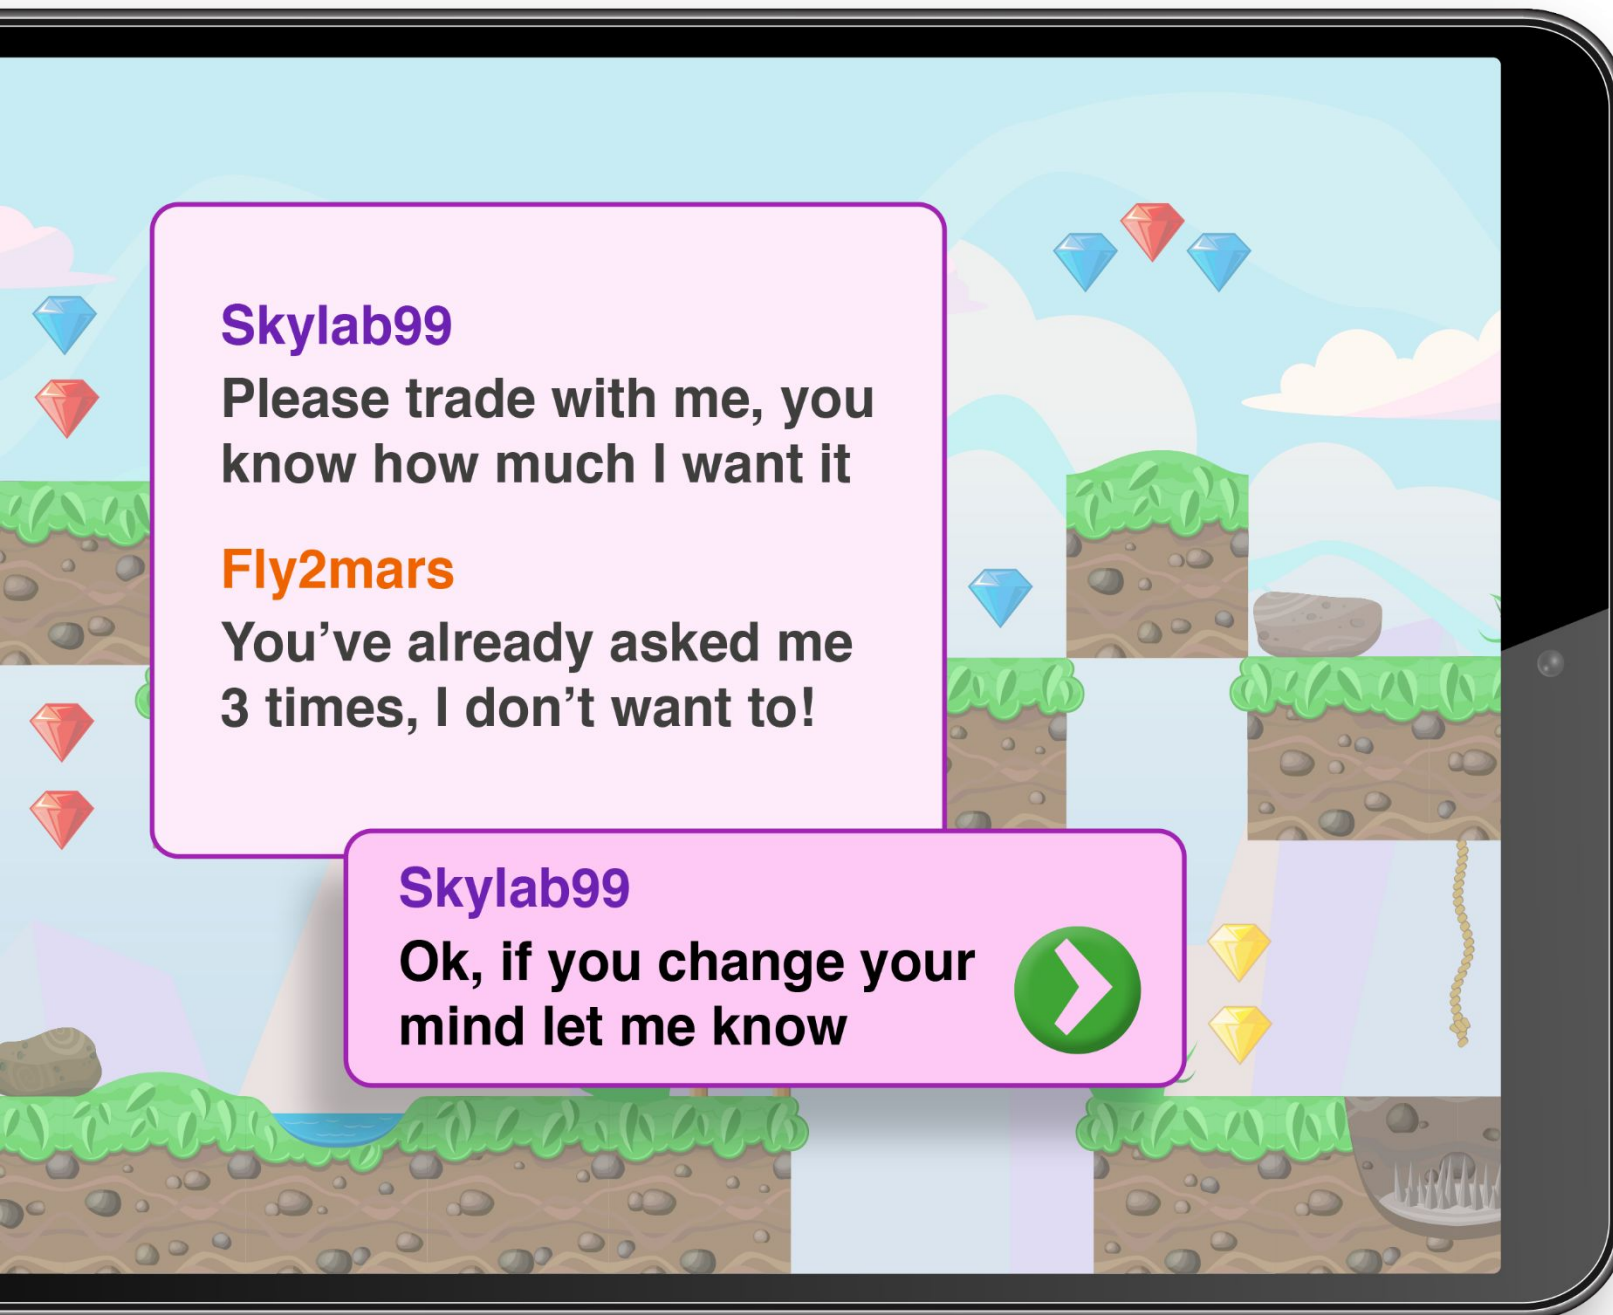 Skylab99
Please trade with me, you
know how much I want it
Fly2mars
You’ve already asked me
3 times, I don’t want to!
Skylab99
Ok, if you change your
mind let me know